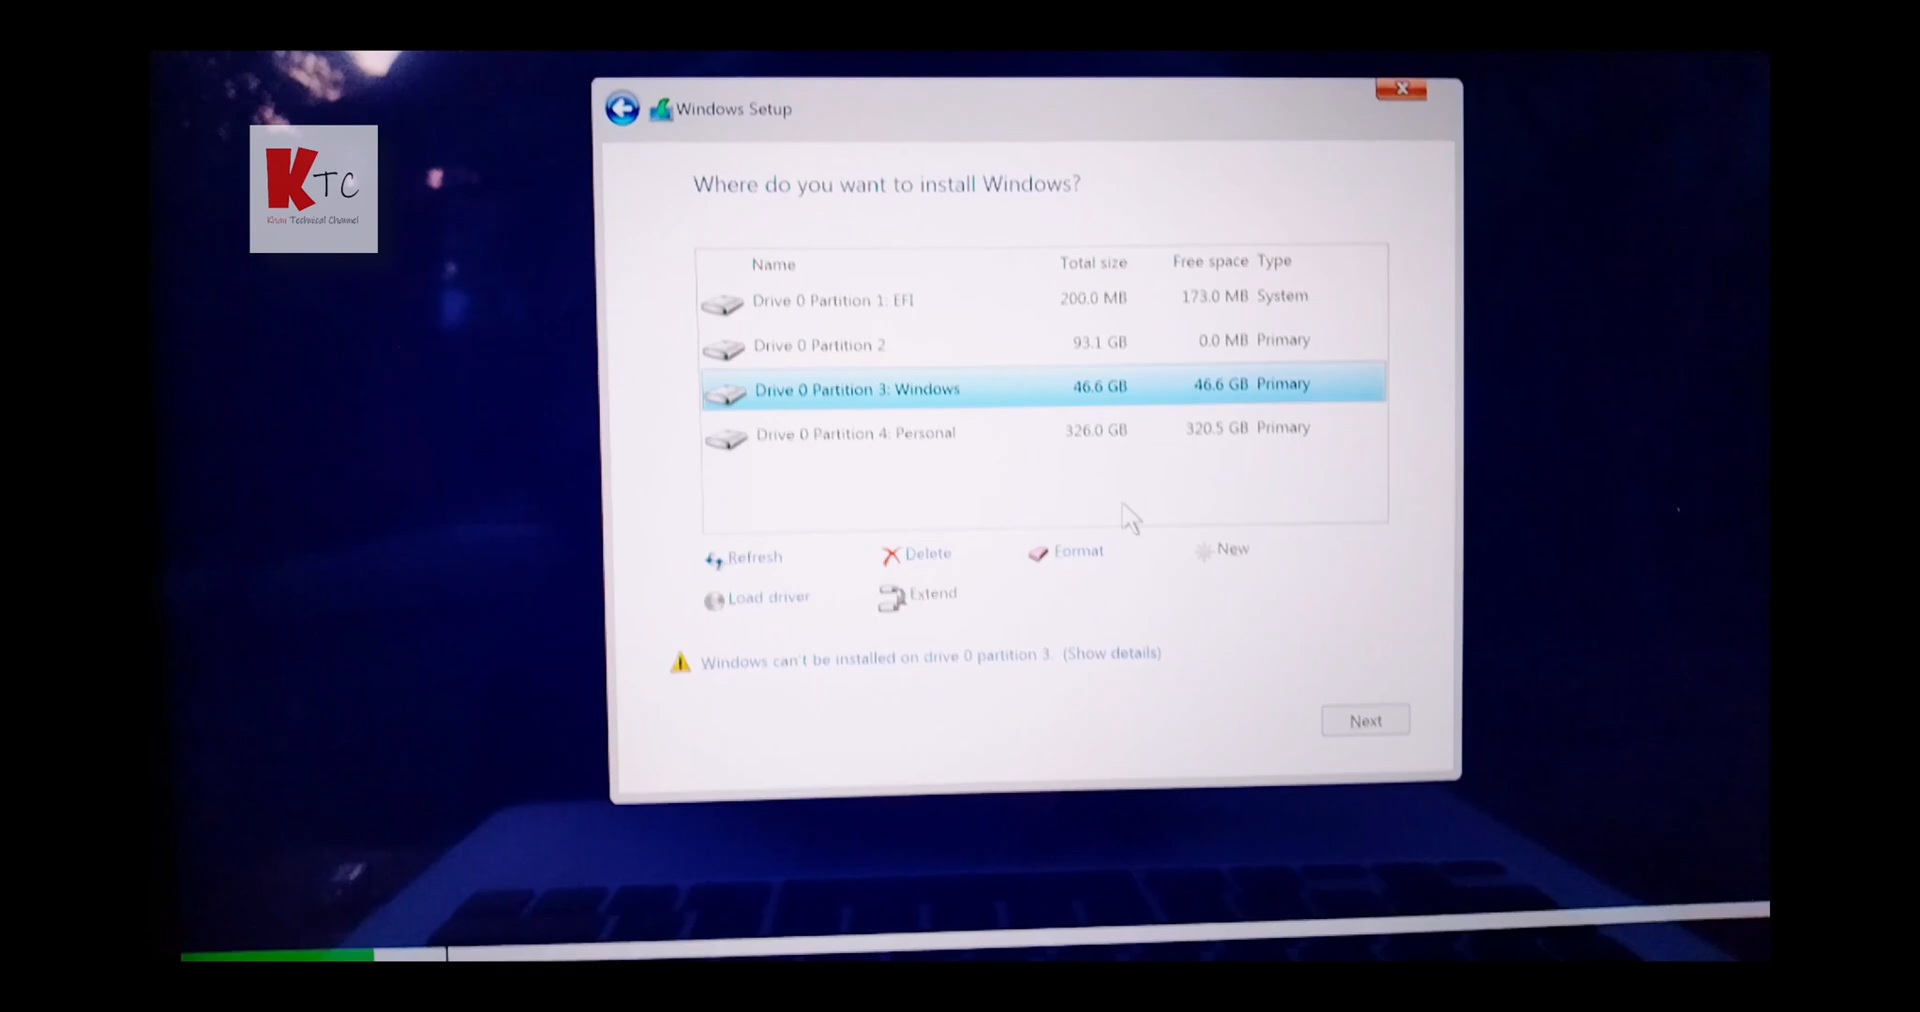 Windows Setup
KTC
Khan Technical Channel
Where do you want to install Windows?
Name Total size Free space Type
Drive 0 Partition 1: EFI 200.0 MB 173.0 MB System
Drive 0 Partition 2 93.1 GB 0.0 MB Primary
Drive 0 Partition 3: Windows 46.6 GB 46.6 GB Primary
Drive 0 Partition 4: Personal 326.0 GB 320.5 GB Primary
Refresh Delete Format New
Load driver Extend
Windows can't be installed on drive 0 partition 3. (Show details)
Next